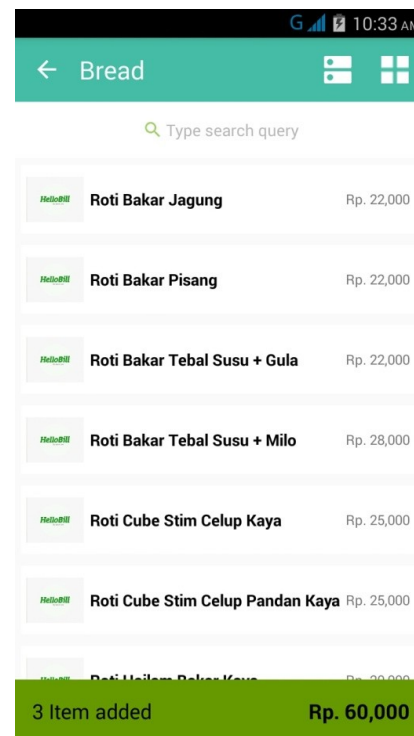 G 10:33 AM
Bread
Type search query
HelloBill Roti Bakar Jagung Rp. 22,000
HelloBill Roti Bakar Pisang Rp. 22,000
HelloBill Roti Bakar Tebal Susu + Gula Rp. 22,000
HelloBill Roti Bakar Tebal Susu + Milo Rp. 28,000
HelloBill Roti Cube Stim Celup Kaya Rp. 25,000
HelloBill Roti Cube Stim Celup Pandan Kaya Rp. 25,000
3 Item added Rp. 60,000